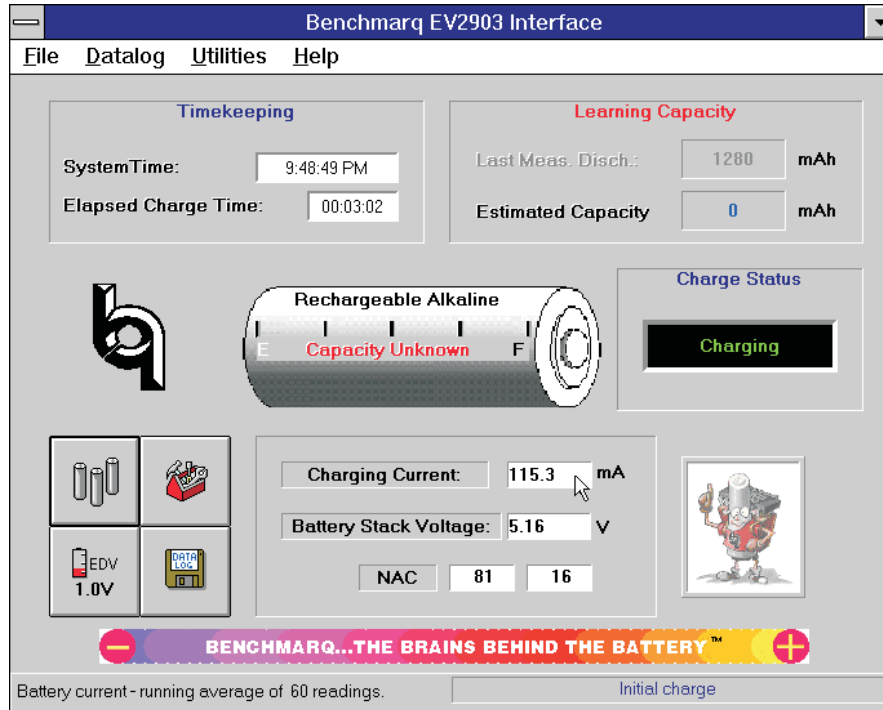 Benchmarq EV2903 Interface
File Datalog Utilities Help
Timekeeping
SystemTime: 9:48:49 PM
Elapsed Charge Time: 00:03:02
Learning Capacity
Last Meas. Disch.: 1280 mAh
Estimated Capacity 0 mAh
Rechargeable Alkaline
E Capacity Unknown F
Charge Status
Charging
EDV
1.0V
DATA
LOG
Charging Current: 115.3 mA
Battery Stack Voltage: 5.16 V
NAC 81 16
BENCHMARQ...THE BRAINS BEHIND THE BATTERY™
Battery current - running average of 60 readings.
Initial charge